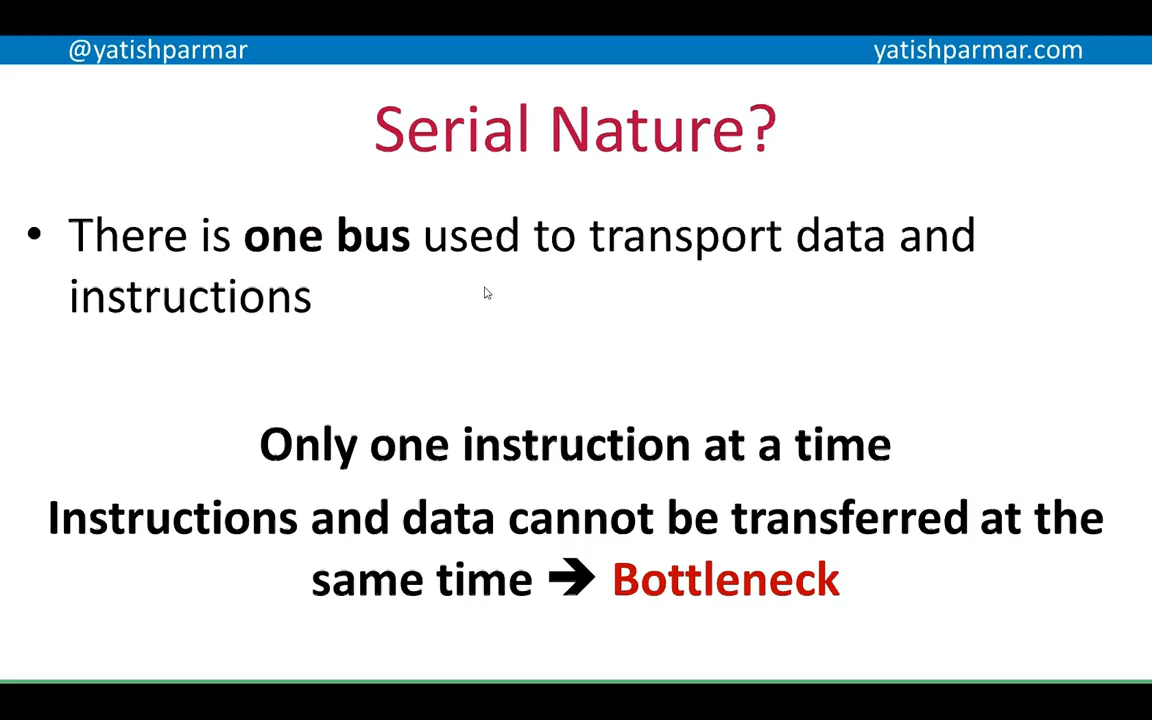 @yatishparmar yatishparmar.com
Serial Nature?
• There is one bus used to transport data and
instructions
Only one instruction at a time
Instructions and data cannot be transferred at the
same time ➔ Bottleneck